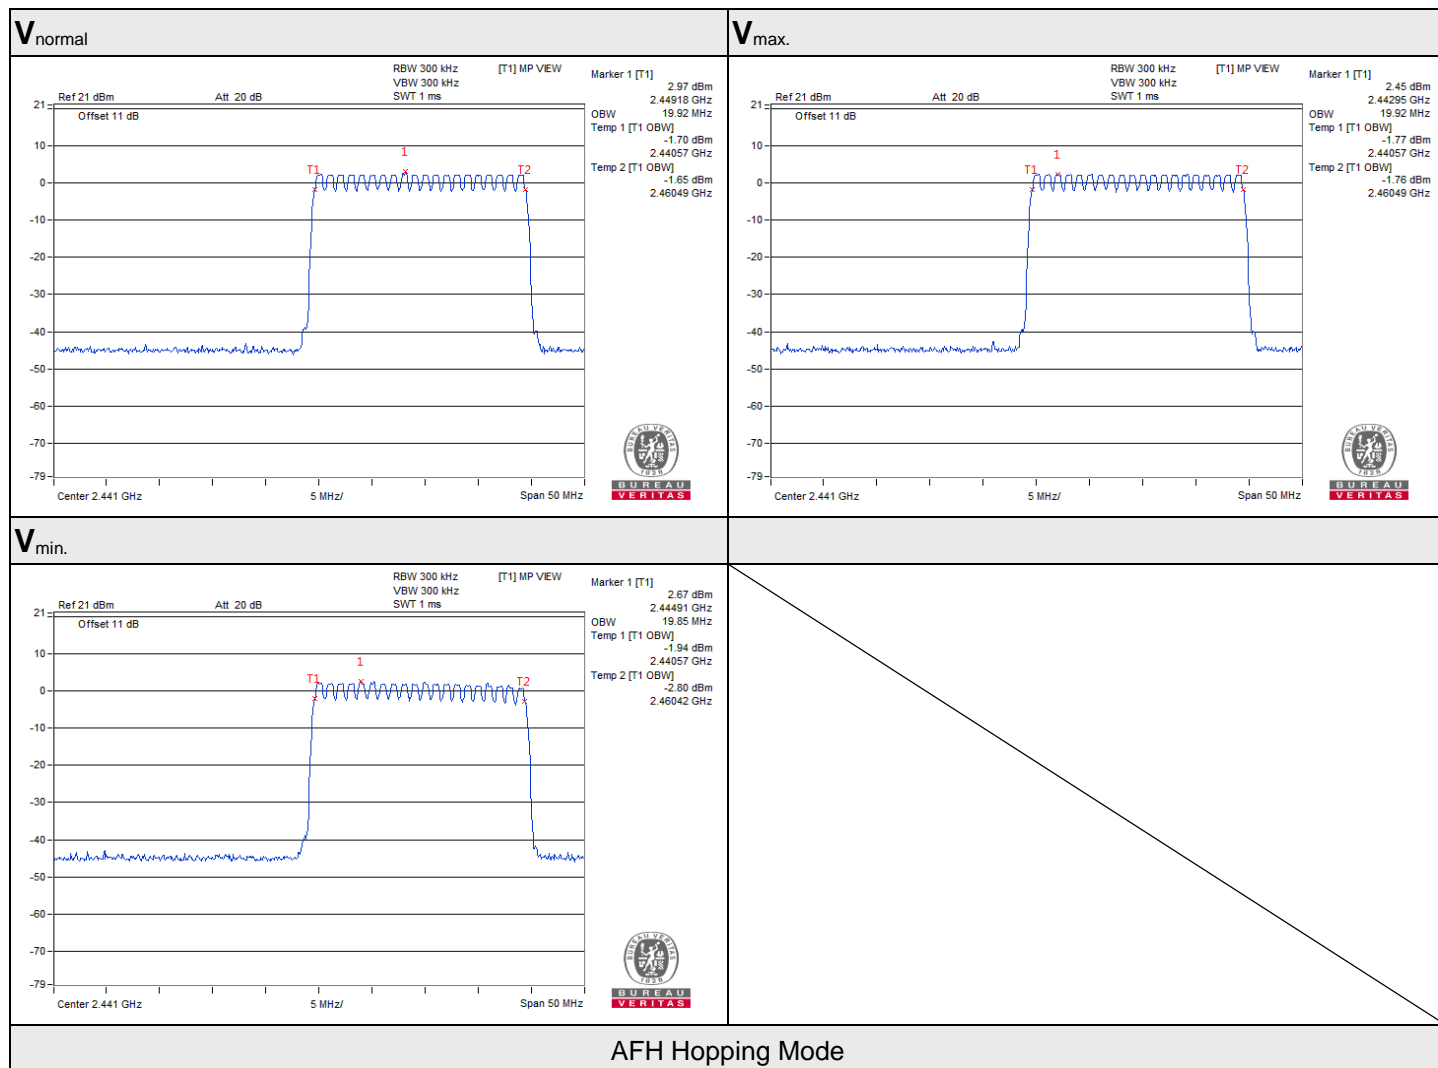 Vnormal
RBW 300 kHz [T1] MP VIEW
VBW 300 kHz
Ref 21 dBm Att 20 dB SWT 1 ms
Offset 11 dB
Marker 1 [T1]
2.97 dBm
2.44918 GHz
OBW 19.92 MHz
Temp 1 [T1 OBW]
-1.70 dBm
2.44057 GHz
Temp 2 [T1 OBW]
-1.65 dBm
2.46049 GHz
21
10
0
-10
-20
-30
-40
-50
-60
-70
-79
T1
1
T2
Center 2.441 GHz 5 MHz/ Span 50 MHz
BUREAU VERITAS
1828
BUREAU
VERITAS
Vmax.
RBW 300 kHz [T1] MP VIEW
VBW 300 kHz
Ref 21 dBm Att 20 dB SWT 1 ms
Offset 11 dB
Marker 1 [T1]
2.45 dBm
2.44295 GHz
OBW 19.92 MHz
Temp 1 [T1 OBW]
-1.77 dBm
2.44057 GHz
Temp 2 [T1 OBW]
-1.76 dBm
2.46049 GHz
21
10
0
-10
-20
-30
-40
-50
-60
-70
-79
T1
1
T2
Center 2.441 GHz 5 MHz/ Span 50 MHz
BUREAU VERITAS
1828
BUREAU
VERITAS
Vmin.
RBW 300 kHz [T1] MP VIEW
VBW 300 kHz
Ref 21 dBm Att 20 dB SWT 1 ms
Offset 11 dB
Marker 1 [T1]
2.67 dBm
2.44491 GHz
OBW 19.85 MHz
Temp 1 [T1 OBW]
-1.94 dBm
2.44057 GHz
Temp 2 [T1 OBW]
-2.80 dBm
2.46042 GHz
21
10
0
-10
-20
-30
-40
-50
-60
-70
-79
T1
1
T2
Center 2.441 GHz 5 MHz/ Span 50 MHz
BUREAU VERITAS
1828
BUREAU
VERITAS
AFH Hopping Mode